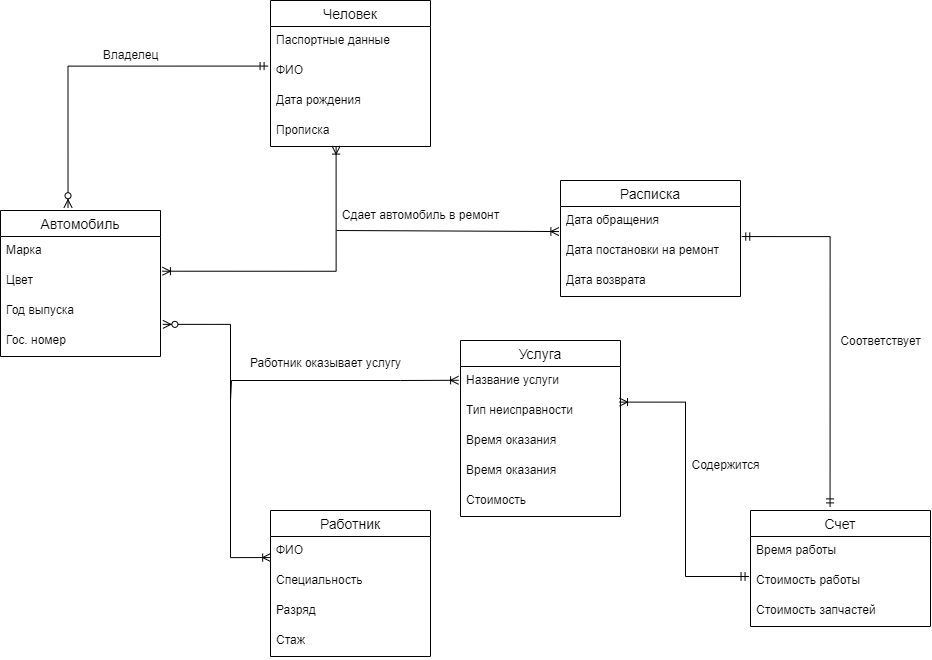 Человек
Паспортные данные
ФИО
Дата рождения
Прописка
Владелец
Автомобиль
Марка
Цвет
Год выпуска
Гос. номер
Сдает автомобиль в ремонт
Расписка
Дата обращения
Дата постановки на ремонт
Дата возврата
Работник оказывает услугу
Услуга
Название услуги
Тип неисправности
Время оказания
Время оказания
Стоимость
Соответствует
Содержится
Работник
ФИО
Специальность
Разряд
Стаж
Счет
Время работы
Стоимость работы
Стоимость запчастей